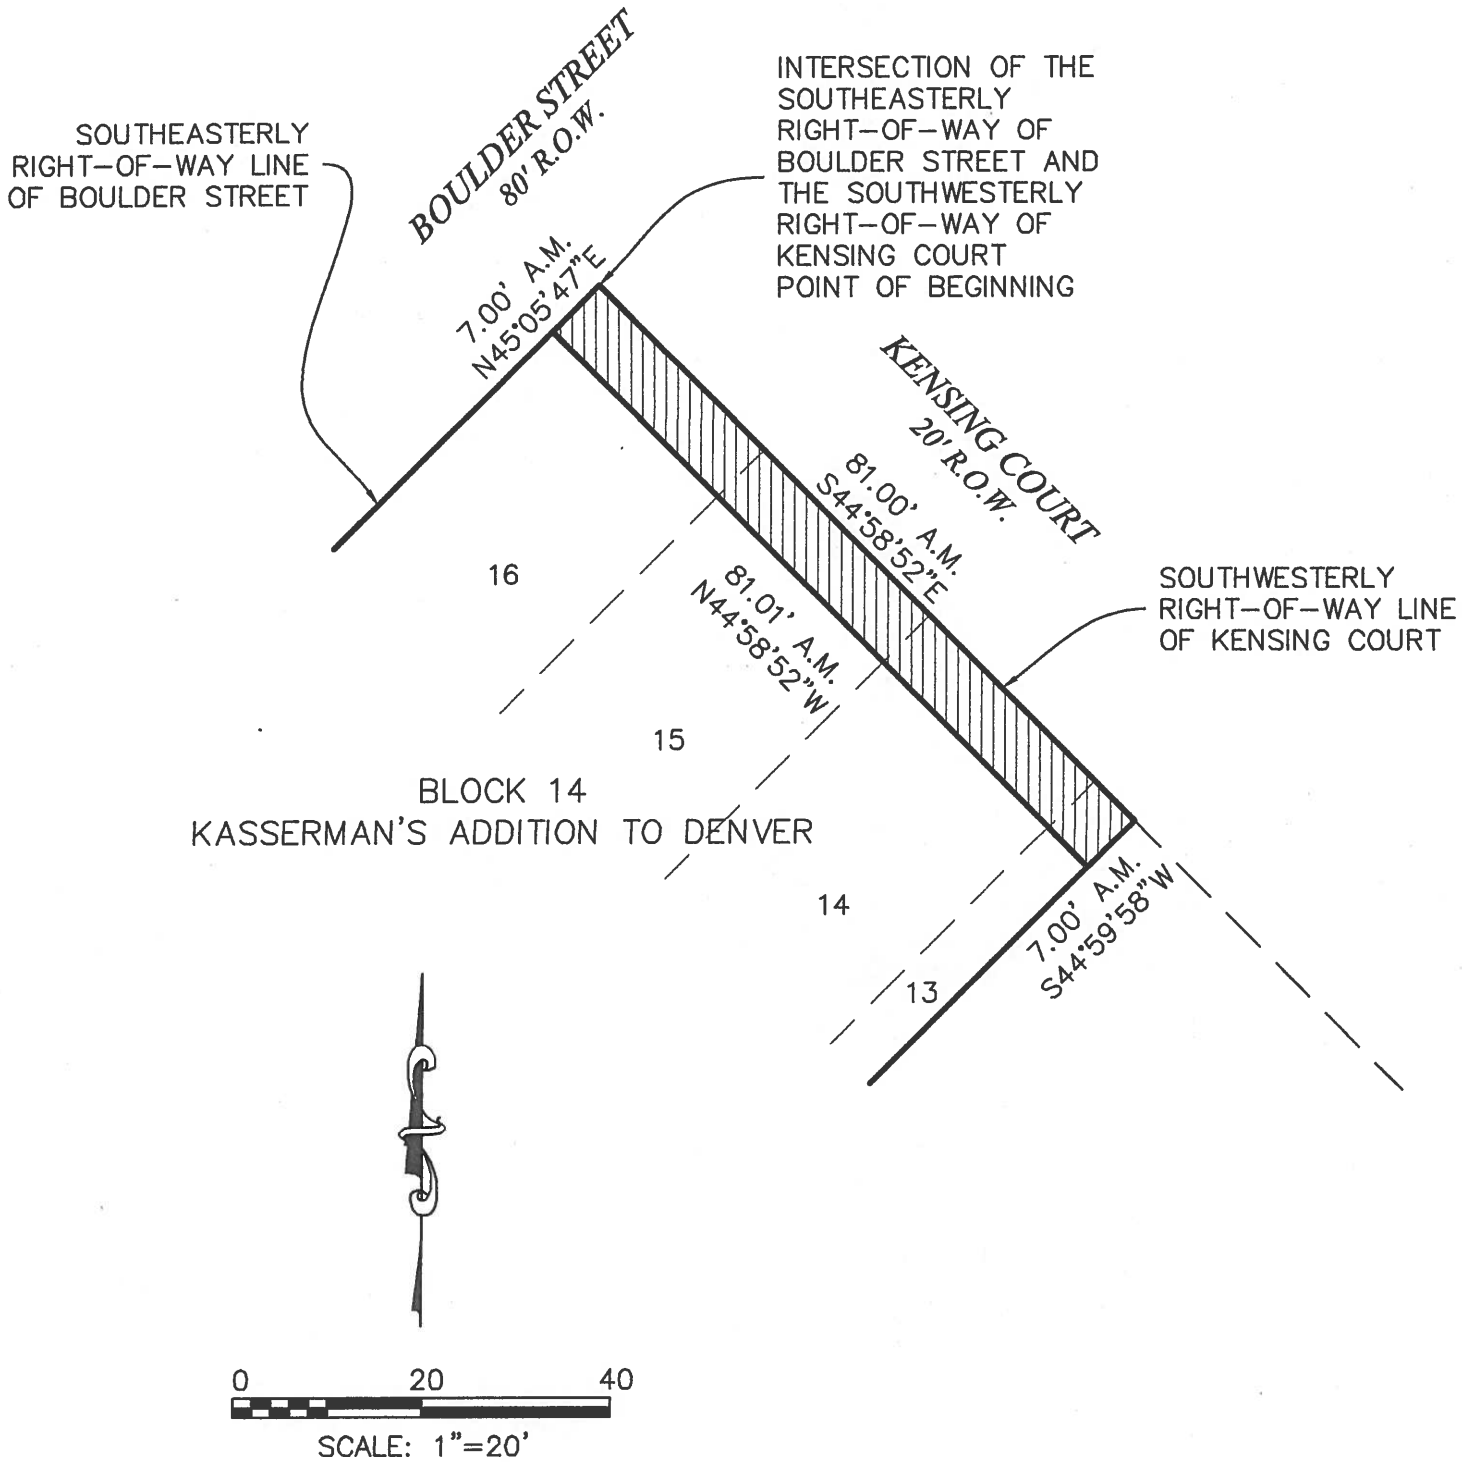 BOULDER STREET
80' R.O.W.
SOUTHEASTERLY
RIGHT-OF-WAY LINE
OF BOULDER STREET
INTERSECTION OF THE
SOUTHEASTERLY
RIGHT-OF-WAY OF
BOULDER STREET AND
THE SOUTHWESTERLY
RIGHT-OF-WAY OF
KENSING COURT
POINT OF BEGINNING
7.00' A.M.
N45°05'47"E
KENSING COURT
20' R.O.W.
81.00' A.M.
S44°58'52"E
81.01' A.M.
N44°58'52"W
SOUTHWESTERLY
RIGHT-OF-WAY LINE
OF KENSING COURT
16
15
BLOCK 14
KASSERMAN'S ADDITION TO DENVER
14
7.00' A.M.
S44°59'58"W
13
0 20 40
SCALE: 1"=20'